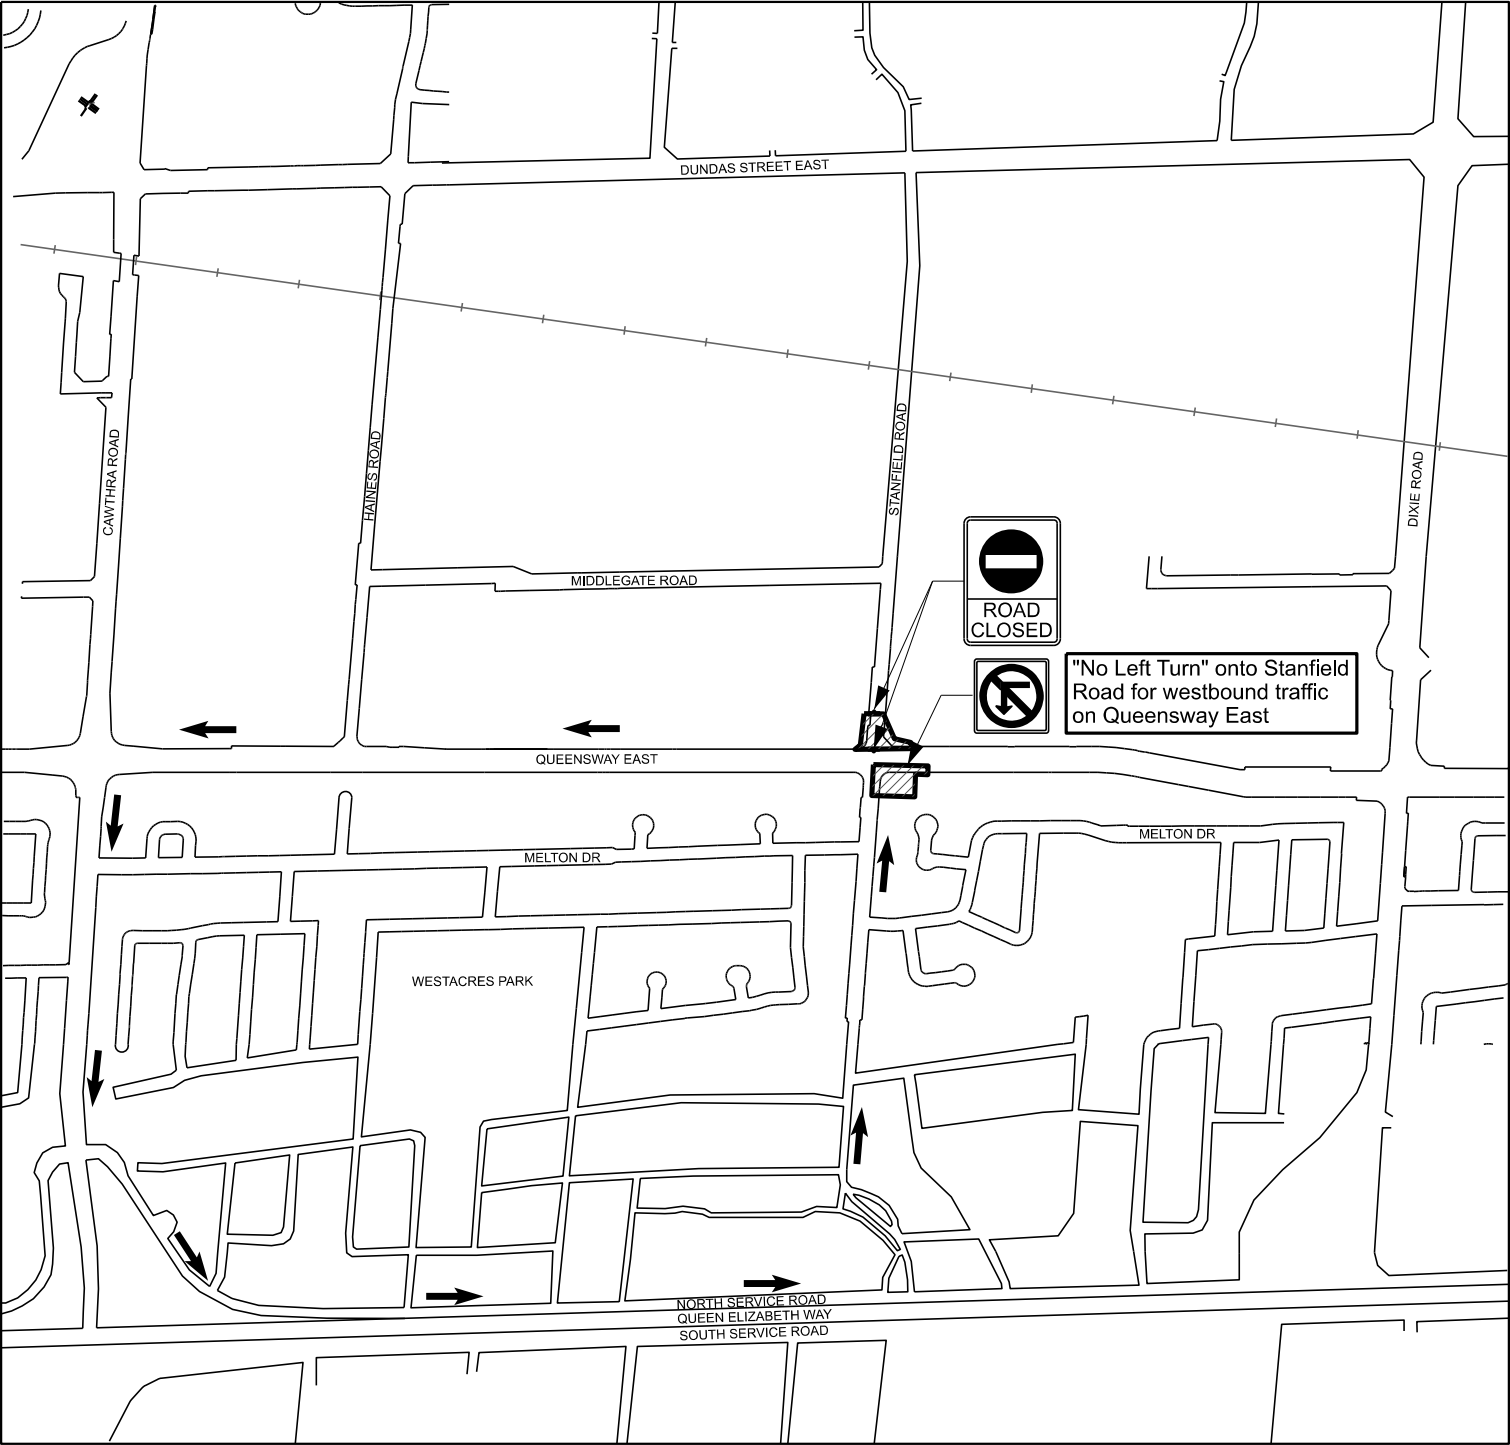 DUNDAS STREET EAST
CAWTHRA ROAD
HAINES ROAD
STANFIELD ROAD
DIXIE ROAD
MIDDLEGATE ROAD
ROAD
CLOSED
"No Left Turn" onto Stanfield
Road for westbound traffic
on Queensway East
QUEENSWAY EAST
MELTON DR
MELTON DR
WESTACRES PARK
NORTH SERVICE ROAD
QUEEN ELIZABETH WAY
SOUTH SERVICE ROAD